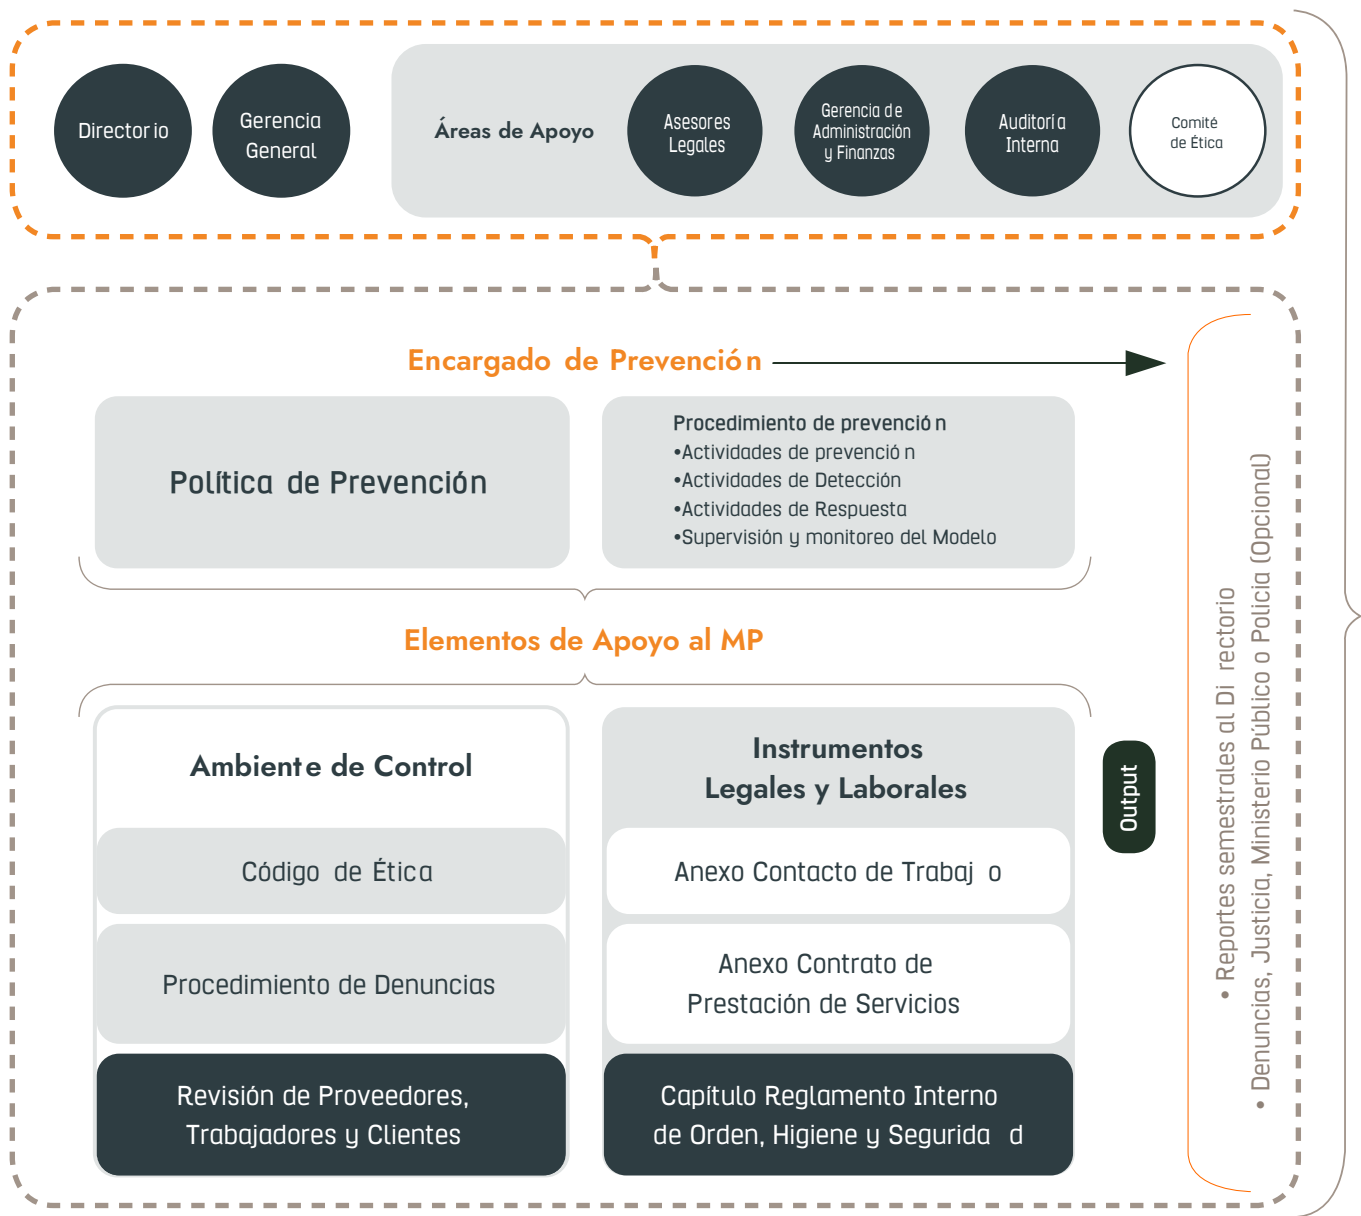 Directorio
Gerencia
General
Áreas de Apoyo
Asesores
Legales
Gerencia de
Administración
y Finanzas
Auditoría
Interna
Comité
de Ética
Encargado de Prevención
Política de Prevención
Procedimiento de prevención
•Actividades de prevención
•Actividades de Detección
•Actividades de Respuesta
•Supervisión y monitoreo del Modelo
Elementos de Apoyo al MP
Ambiente de Control
Código de Ética
Procedimiento de Denuncias
Revisión de Proveedores,
Trabajadores y Clientes
Instrumentos
Legales y Laborales
Anexo Contacto de Trabajo
Anexo Contrato de
Prestación de Servicios
Capítulo Reglamento Interno
de Orden, Higiene y Seguridad
Output
• Reportes semestrales al Directorio
• Denuncias, Justicia, Ministerio Público o Policia (Opcional)